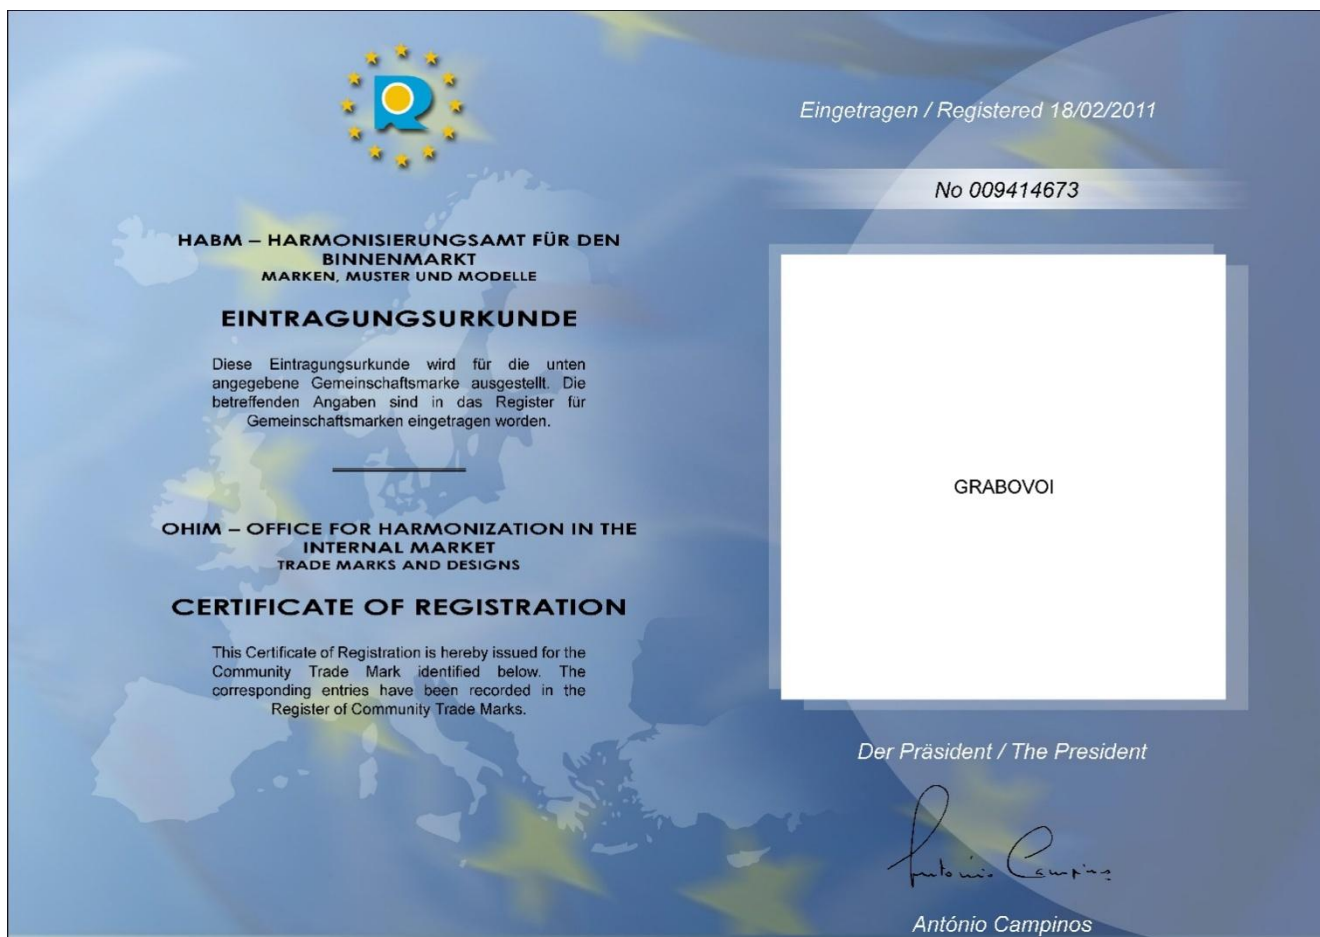 HABM – HARMONISIERUNGSAMT FÜR DEN
BINNENMARKT
MARKEN, MUSTER UND MODELLE
EINTRAGUNGSURKUNDE
Diese Eintragungsurkunde wird für die unten
angegebene Gemeinschaftsmarke ausgestellt. Die
betreffenden Angaben sind in das Register für
Gemeinschaftsmarken eingetragen worden.
OHIM – OFFICE FOR HARMONIZATION IN THE
INTERNAL MARKET
TRADE MARKS AND DESIGNS
CERTIFICATE OF REGISTRATION
This Certificate of Registration is hereby issued for the
Community Trade Mark identified below. The
corresponding entries have been recorded in the
Register of Community Trade Marks.
Eingetragen / Registered 18/02/2011
No 009414673
GRABOVOI
Der Präsident / The President
António Campinos
António Campinos